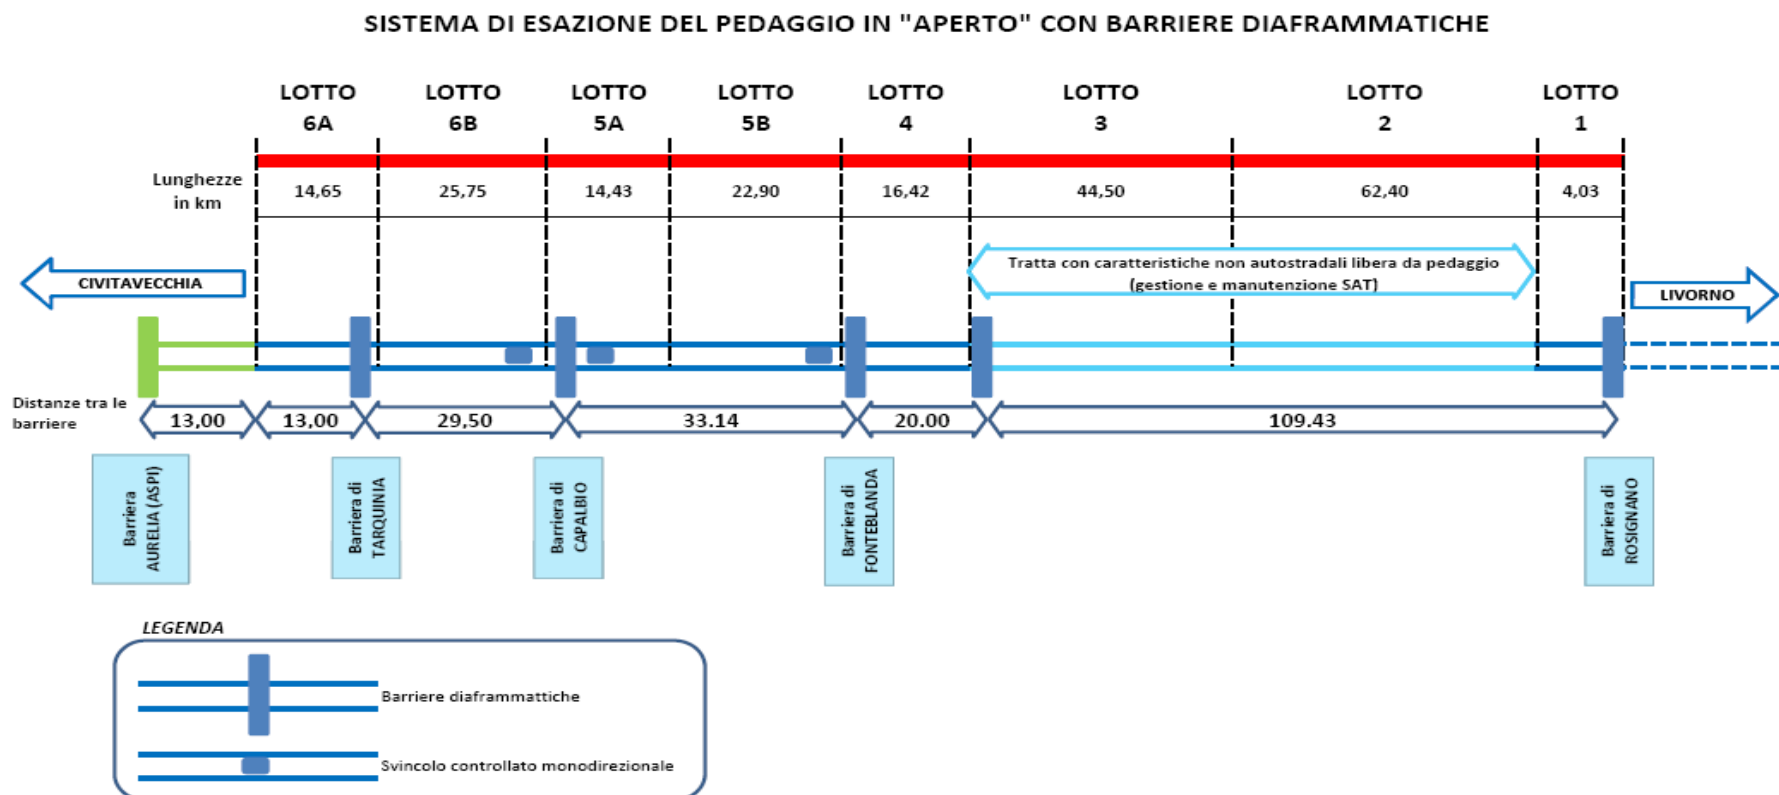 SISTEMA DI ESAZIONE DEL PEDAGGIO IN "APERTO" CON BARRIERE DIAFRAMMATICHE
LOTTO 6A
LOTTO 6B
LOTTO 5A
LOTTO 5B
LOTTO 4
LOTTO 3
LOTTO 2
LOTTO 1
Lunghezze
in km
14,65
25,75
14,43
22,90
16,42
44,50
62,40
4,03
Tratta con caratteristiche non autostradali libera da pedaggio
(gestione e manutenzione SAT)
CIVITAVECCHIA
LIVORNO
Distanze tra le
barriere
13,00
13,00
29,50
33.14
20.00
109.43
Barriera
AURELIA (ASPI)
Barriera di
TARQUINIA
Barriera di
CAPALBIO
Barriera di
FONTEBLANDA
Barriera di
ROSIGNANO
LEGENDA
Barriere diaframmattiche
Svincolo controllato monodirezionale